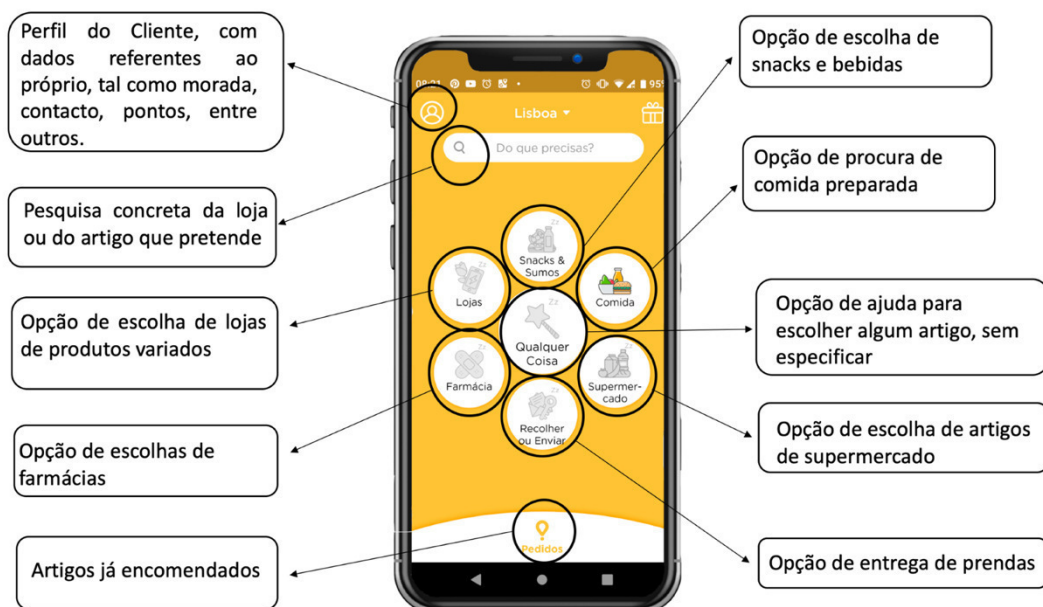 Perfil do Cliente, com
dados referentes ao
próprio, tal como morada,
contacto, pontos, entre
outros.
Pesquisa concreta da loja
ou do artigo que pretende
Opção de escolha de lojas
de produtos variados
Opção de escolhas de
farmácias
Artigos já encomendados
08:21
95%
Lisboa
Do que precisas?
Snacks &
Sumos
Lojas
Comida
Qualquer
Coisa
Farmácia
Supermer-
cado
Recolher
ou Enviar
Pedidos
Opção de escolha de
snacks e bebidas
Opção de procura de
comida preparada
Opção de ajuda para
escolher algum artigo, sem
especificar
Opção de escolha de artigos
de supermercado
Opção de entrega de prendas